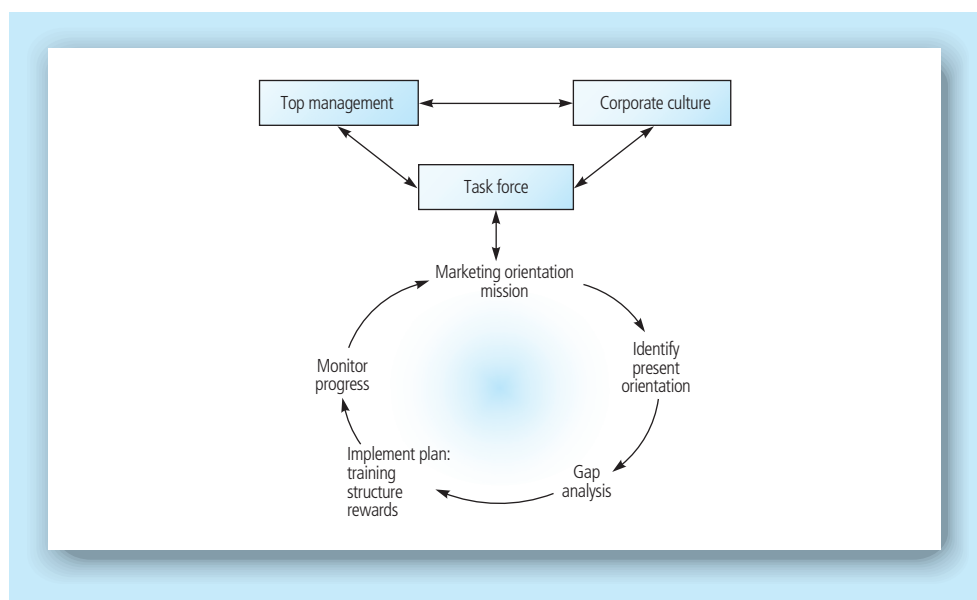 Top management
Corporate culture
Task force
Marketing orientation
mission
Identify
present
orientation
Gap
analysis
Implement plan:
training
structure
rewards
Monitor
progress